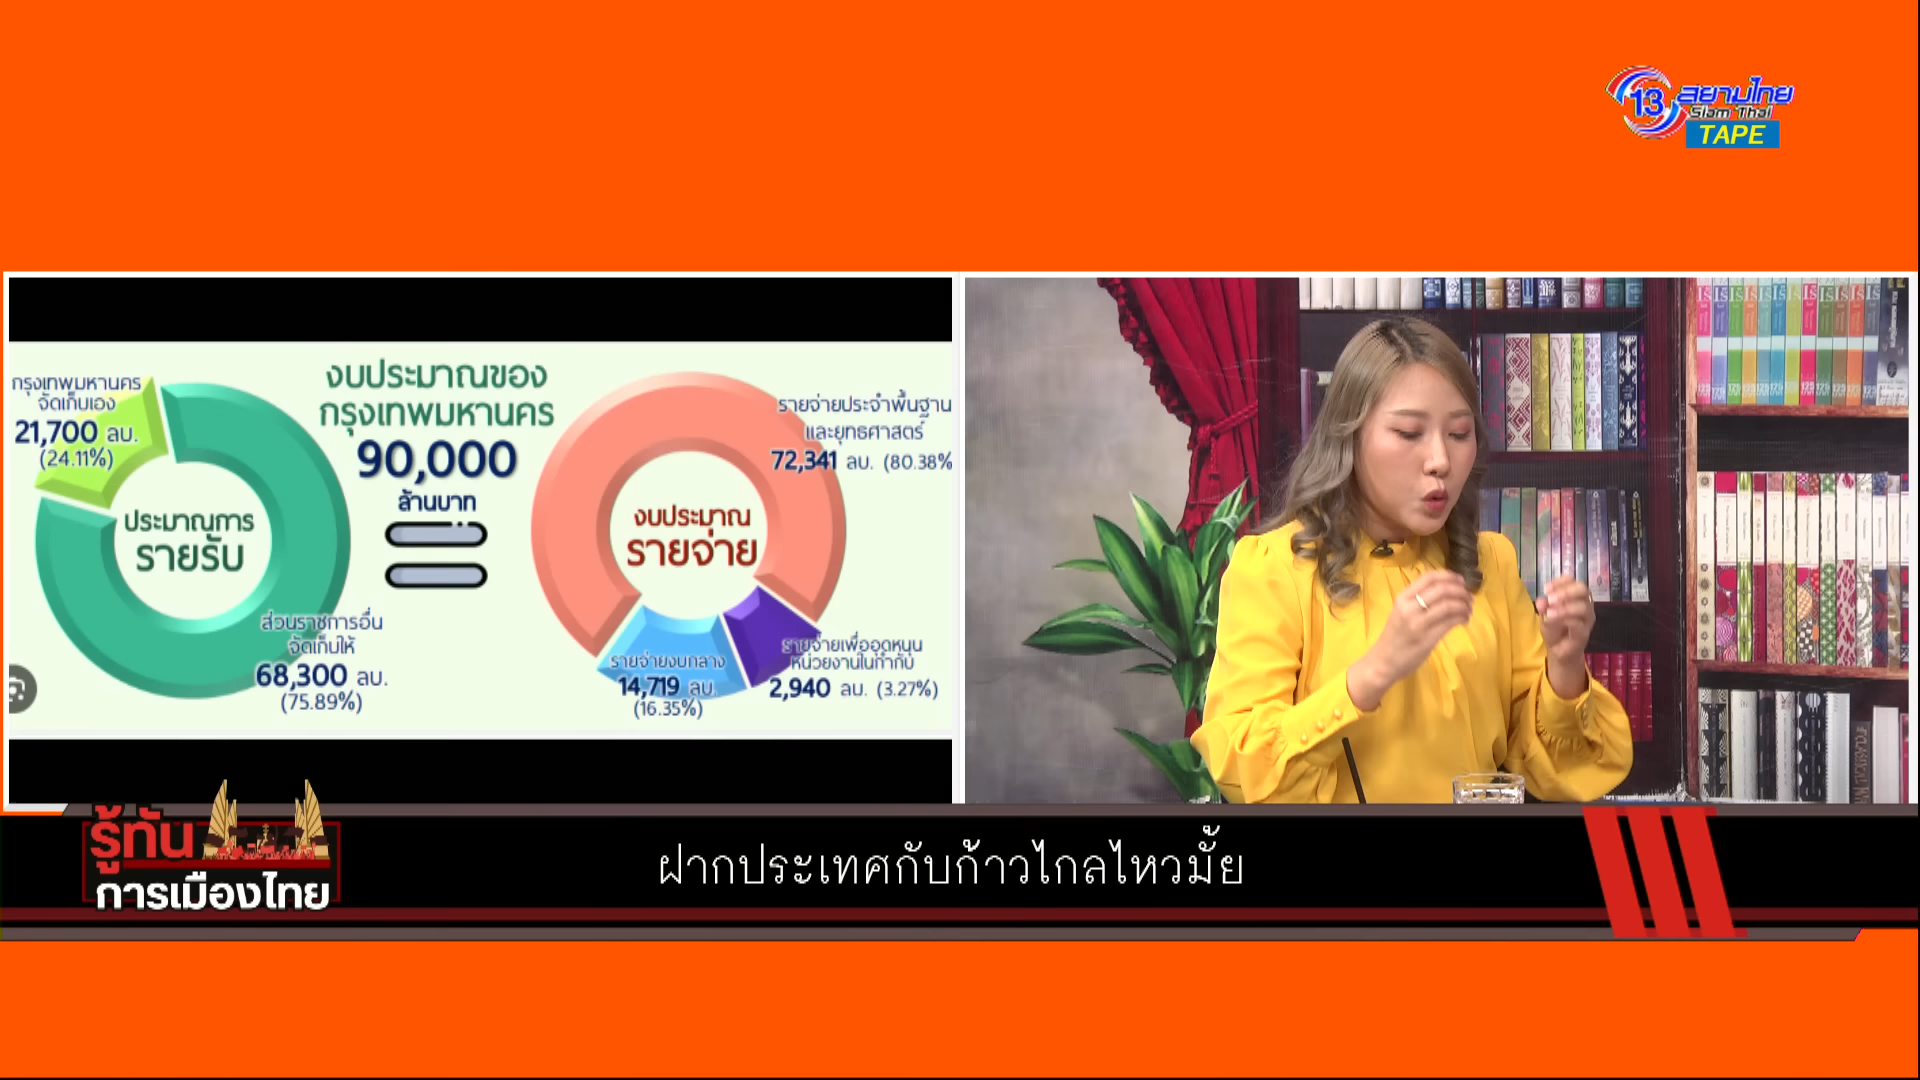 13 สยามไทย
Siam Thai
TAPE
งบประมาณของ
กรุงเทพมหานคร
90,000
ล้านบาท
กรุงเทพมหานคร
จัดเก็บเอง
21,700 ลบ.
(24.11%)
ประมาณการ
รายรับ
ส่วนราชการอื่น
จัดเก็บให้
68,300 ลบ.
(75.89%)
รายจ่ายประจำพื้นฐาน
และยุทธศาสตร์
72,341 ลบ. (80.38%
งบประมาณ
รายจ่าย
รายจ่ายงบกลาง
14,719 ลบ.
(16.35%)
รายจ่ายเพื่ออุดหนุน
หน่วยงานในกำกับ
2,940 ลบ. (3.27%)
รู้ทัน
การเมืองไทย
ฝากประเทศกับก้าวไกลไหวมั้ย